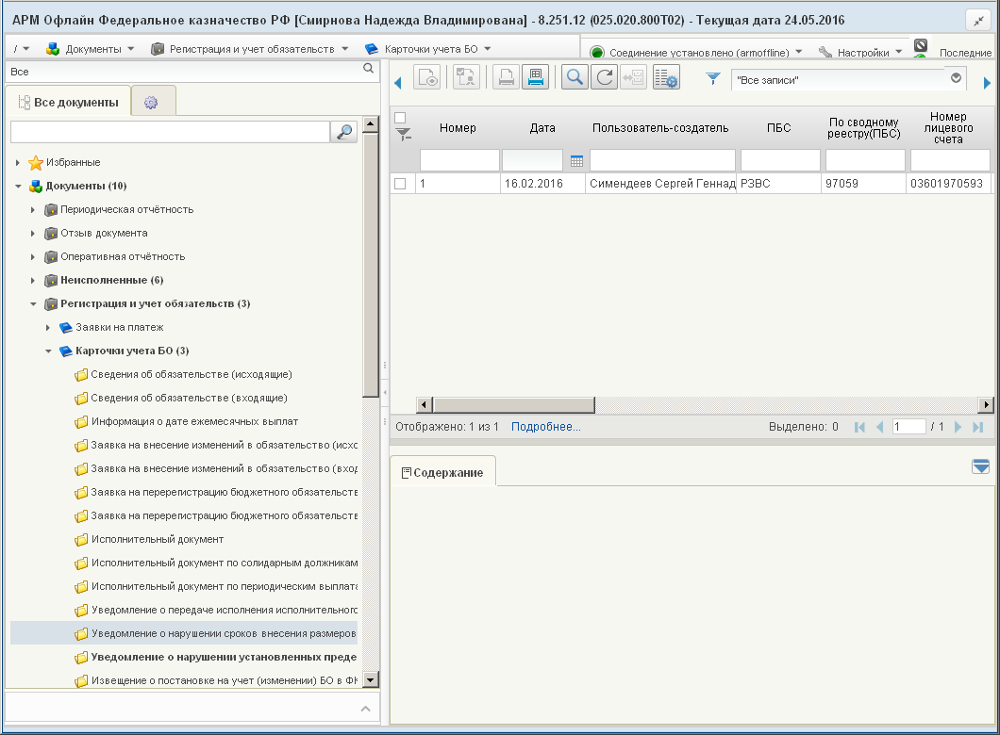 АРМ Офлайн Федеральное казначество РФ [Смирнова Надежда Владимирована] - 8.251.12 (025.020.800T02) - Текущая дата 24.05.2016
/ Документы Регистрация и учет обязательств Карточки учета БО
Соединение установлено (armoffline) Настройки Последние
Все
"Все записи"
Все документы
Номер Дата Пользователь-создатель ПБС По сводному реестру(ПБС) Номер лицевого счета
1 16.02.2016 Симендеев Сергей Геннад РЗВС 97059 03601970593
Избранные
Документы (10)
Периодическая отчётность
Отзыв документа
Оперативная отчётность
Неисполненные (6)
Регистрация и учет обязательств (3)
Заявки на платеж
Карточки учета БО (3)
Сведения об обязательстве (исходящие)
Сведения об обязательстве (входящие)
Информация о дате ежемесячных выплат
Заявка на внесение изменений в обязательство (исхо
Заявка на внесение изменений в обязательство (вход
Заявка на перерегистрацию бюджетного обязательств
Заявка на перерегистрацию бюджетного обязательств
Исполнительный документ
Исполнительный документ по солидарным должникам
Исполнительный документ по периодическим выплата
Уведомление о передаче исполнения исполнительного
Уведомление о нарушении сроков внесения размеров
Уведомление о нарушении установленных преде
Извещение о постановке на учет (изменении) БО в ФК
Отображено: 1 из 1 Подробнее... Выделено: 0 1 / 1
Содержание